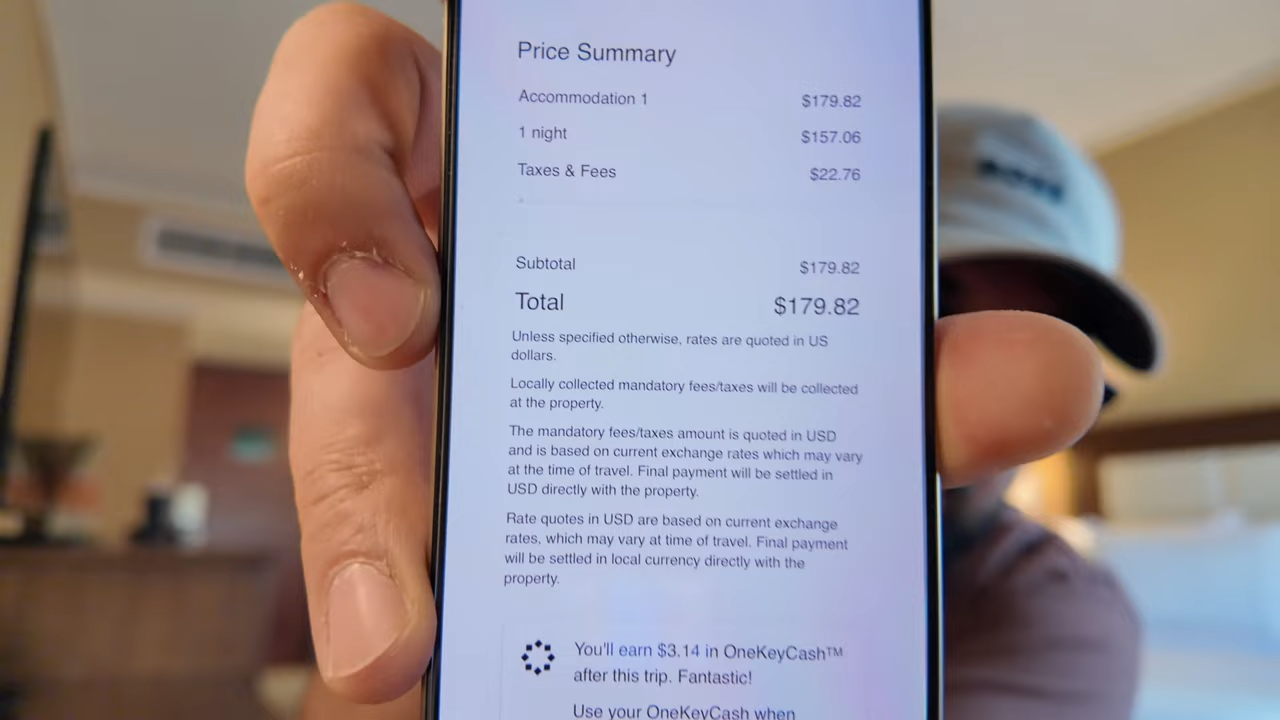 Price Summary
Accommodation 1 $179.82
1 night $157.06
Taxes & Fees $22.76
Subtotal $179.82
Total $179.82
Unless specified otherwise, rates are quoted in US
dollars.
Locally collected mandatory fees/taxes will be collected
at the property.
The mandatory fees/taxes amount is quoted in USD
and is based on current exchange rates which may vary
at the time of travel. Final payment will be settled in
USD directly with the property.
Rate quotes in USD are based on current exchange
rates, which may vary at time of travel. Final payment
will be settled in local currency directly with the
property.
You'll earn $3.14 in OneKeyCash™
after this trip. Fantastic!
Use your OneKeyCash when